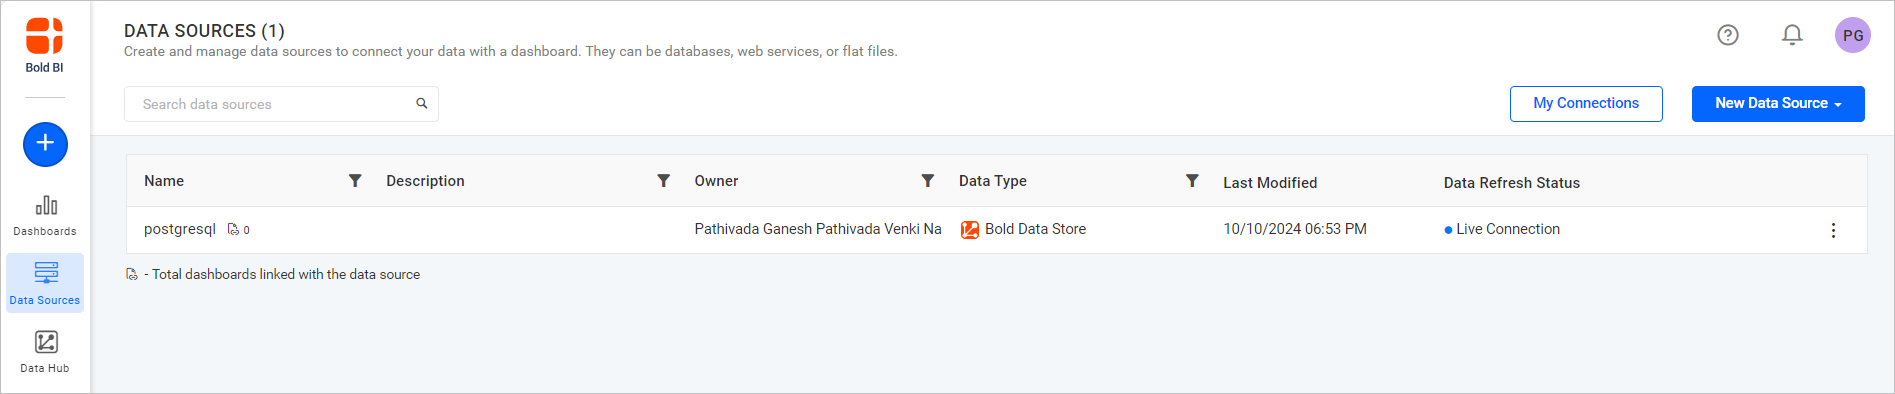 Bold BI
DATA SOURCES (1)
Create and manage data sources to connect your data with a dashboard. They can be databases, web services, or flat files.
PG
Search data sources
My Connections
New Data Source
Dashboards
Data Sources
Data Hub
Name Description Owner Data Type Last Modified Data Refresh Status
postgresql 0 Pathivada Ganesh Pathivada Venki Na Bold Data Store 10/10/2024 06:53 PM Live Connection
- Total dashboards linked with the data source